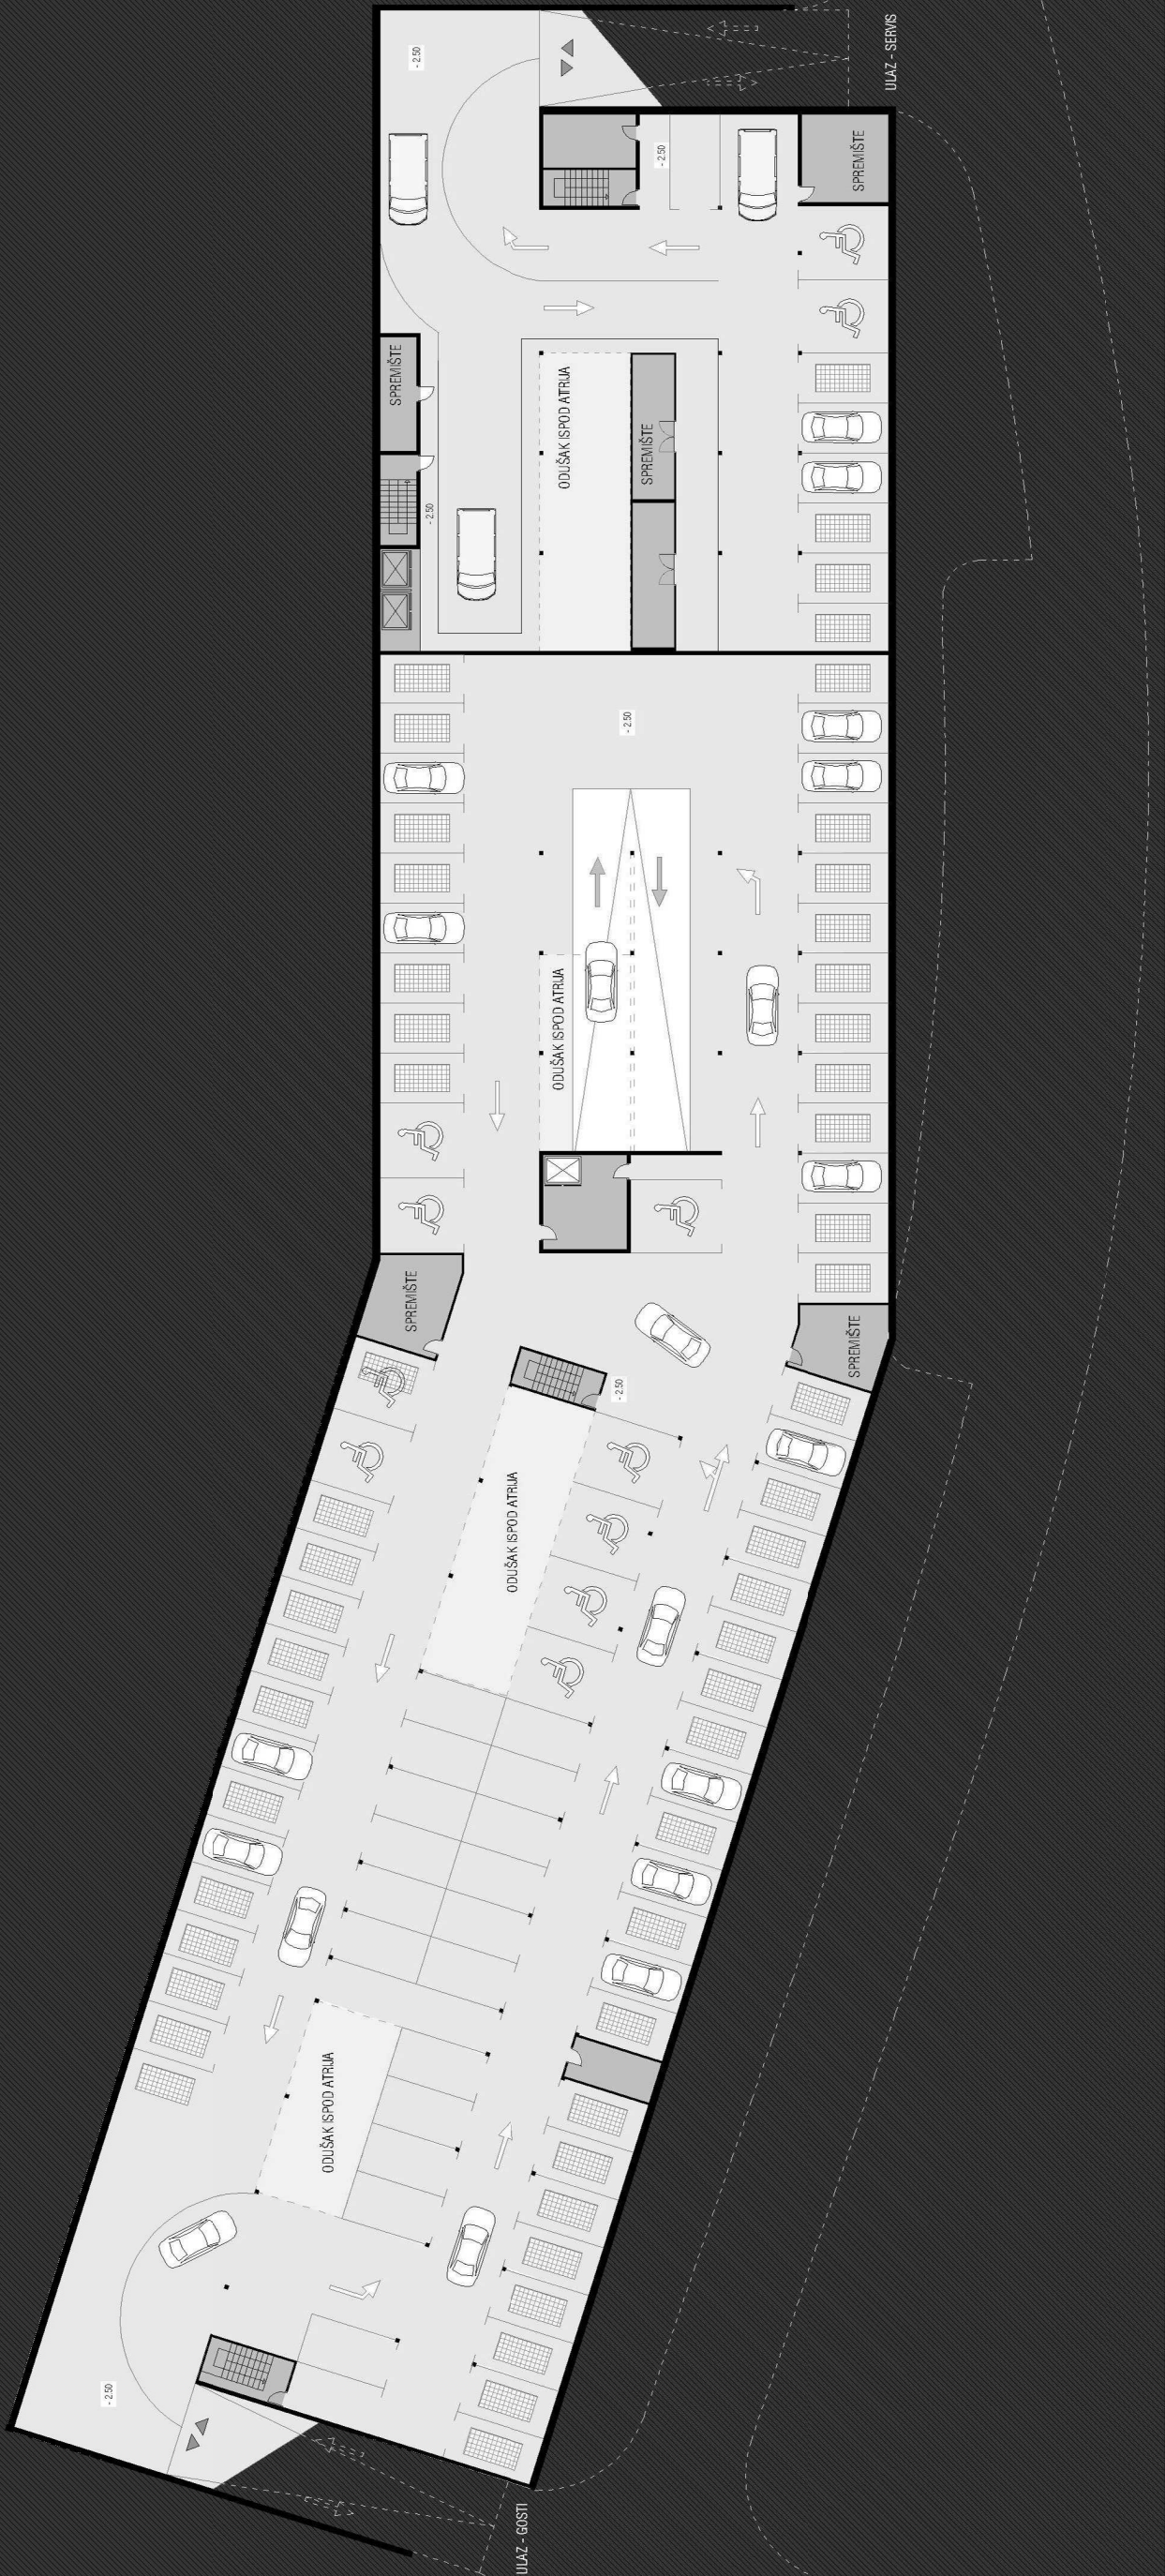 ULAZ - SERVIS
- 2.50
- 2.50
SPREMIŠTE
SPREMIŠTE
ODUŠAK ISPOD ATRIJA
SPREMIŠTE
- 2.50
- 2.50
ODUŠAK ISPOD ATRIJA
SPREMIŠTE
SPREMIŠTE
- 2.50
ODUŠAK ISPOD ATRIJA
ODUŠAK ISPOD ATRIJA
- 2.50
ULAZ - GOSTI